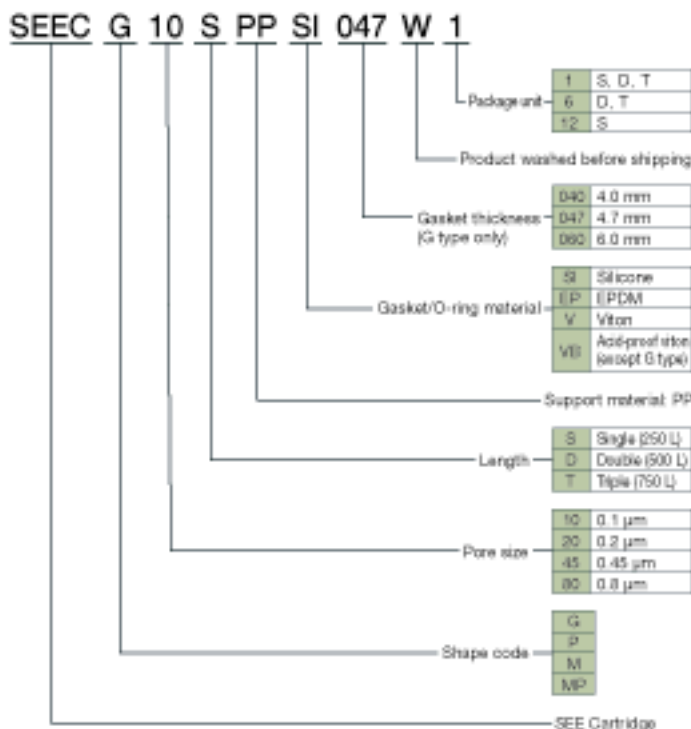 SEEC G 10 S PP SI 047 W 1
Package unit
1 S, D, T
6 D, T
12 S
Product washed before shipping
Gasket thickness
(G type only)
040 4.0 mm
047 4.7 mm
060 6.0 mm
Gasket/O-ring material
SI Silicone
EP EPDM
V Viton
VB Acid-proof viton
(except G type)
Support material: PP
Length
S Single (250 L)
D Double (500 L)
T Triple (750 L)
Pore size
10 0.1 μm
20 0.2 μm
45 0.45 μm
80 0.8 μm
Shape code
G
P
M
MP
SEE Cartridge